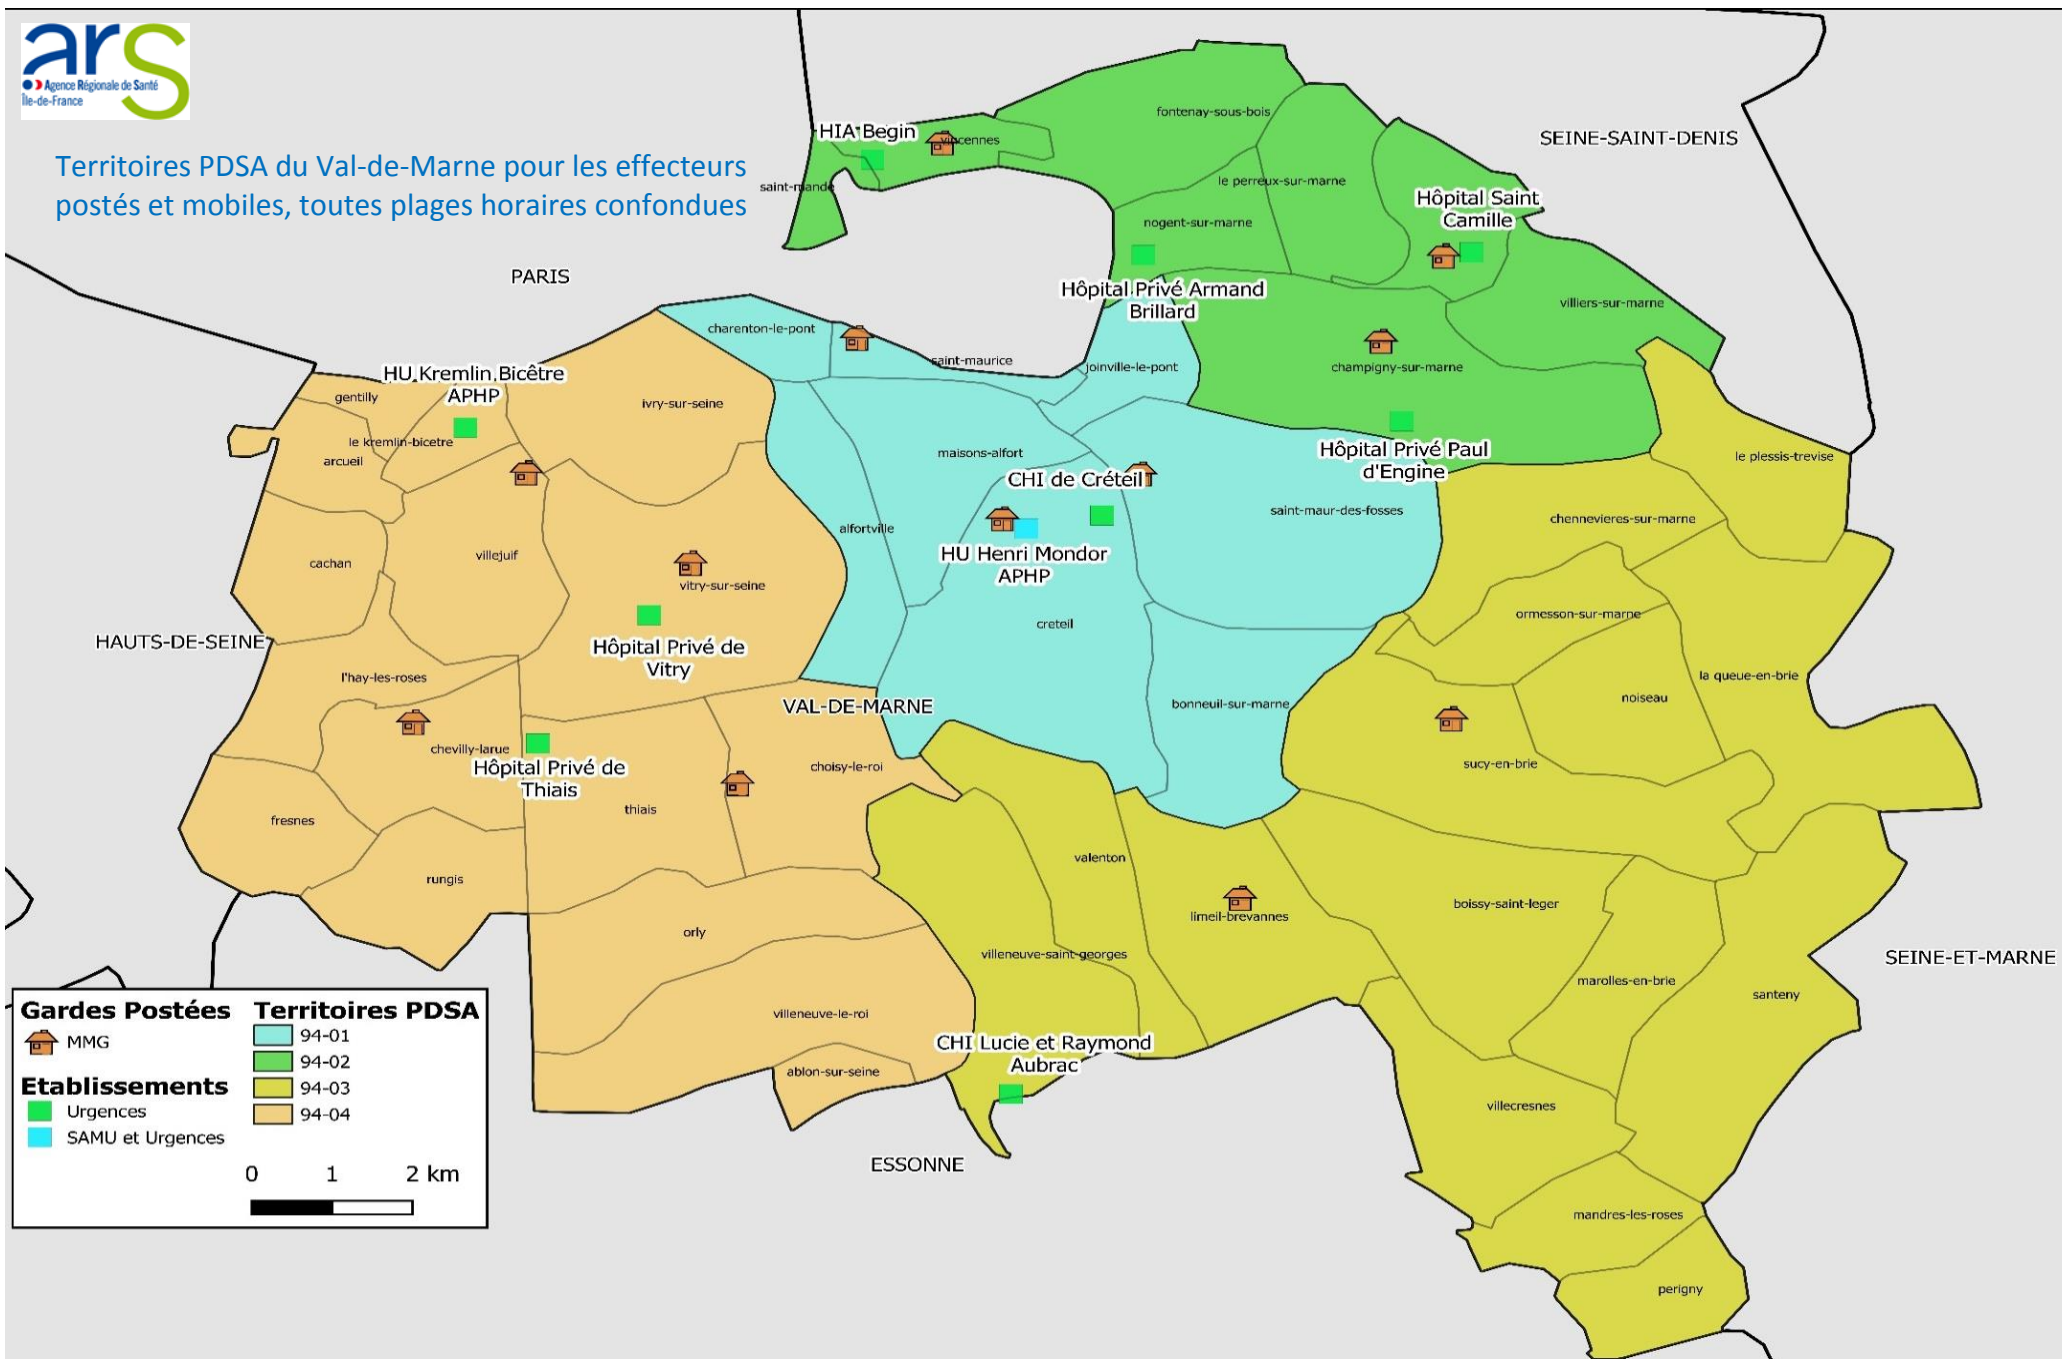 ars
Agence Régionale de Santé
Île-de-France
Territoires PDSA du Val-de-Marne pour les effecteurs
postés et mobiles, toutes plages horaires confondues
fontenay-sous-bois
HIA Begin
vincennes
SEINE-SAINT-DENIS
saint-mande
le perreux-sur-marne
Hôpital Saint
Camille
nogent-sur-marne
PARIS
Hôpital Privé Armand
Brillard
villiers-sur-marne
charenton-le-pont
saint-maurice
joinville-le-pont
champigny-sur-marne
HU Kremlin Bicêtre
APHP
gentilly
ivry-sur-seine
le kremlin-bicetre
arcueil
maisons-alfort
Hôpital Privé Paul
d'Engine
le plessis-trevise
CHI de Créteil
saint-maur-des-fosses
chennevieres-sur-marne
alfortville
villejuif
cachan
HU Henri Mondor
APHP
vitry-sur-seine
creteil
ormesson-sur-marne
HAUTS-DE-SEINE
Hôpital Privé de
Vitry
l'hay-les-roses
la queue-en-brie
noiseau
VAL-DE-MARNE
bonneuil-sur-marne
chevilly-larue
Hôpital Privé de
Thiais
choisy-le-roi
sucy-en-brie
thiais
fresnes
valenton
rungis
limeil-brevannes
boissy-saint-leger
orly
villeneuve-saint-georges
SEINE-ET-MARNE
marolles-en-brie
santeny
villeneuve-le-roi
CHI Lucie et Raymond
Aubrac
ablon-sur-seine
villecresnes
ESSONNE
mandres-les-roses
perigny
Gardes Postées
MMG
Etablissements
Urgences
SAMU et Urgences
Territoires PDSA
94-01
94-02
94-03
94-04
0 1 2 km